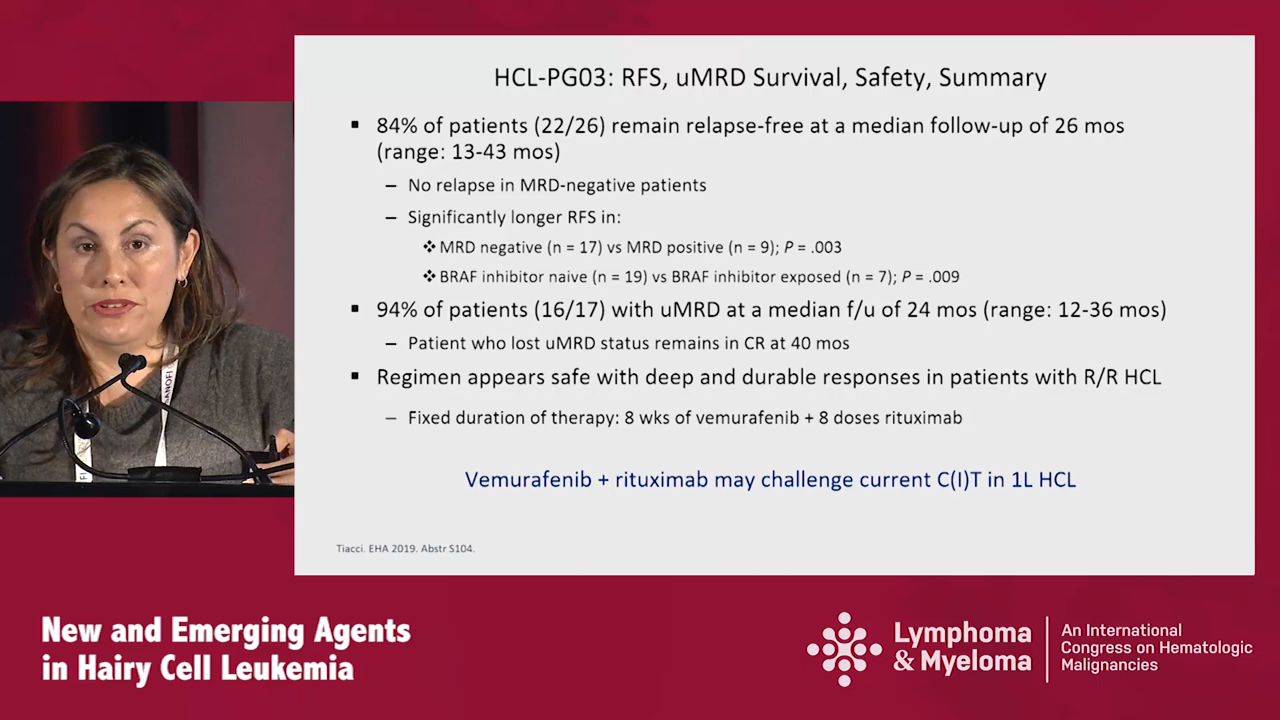 HCL-PG03: RFS, uMRD Survival, Safety, Summary
▪ 84% of patients (22/26) remain relapse-free at a median follow-up of 26 mos
(range: 13-43 mos)
– No relapse in MRD-negative patients
– Significantly longer RFS in:
❖ MRD negative (n = 17) vs MRD positive (n = 9); P = .003
❖ BRAF inhibitor naive (n = 19) vs BRAF inhibitor exposed (n = 7); P = .009
▪ 94% of patients (16/17) with uMRD at a median f/u of 24 mos (range: 12-36 mos)
– Patient who lost uMRD status remains in CR at 40 mos
▪ Regimen appears safe with deep and durable responses in patients with R/R HCL
– Fixed duration of therapy: 8 wks of vemurafenib + 8 doses rituximab
Vemurafenib + rituximab may challenge current C(I)T in 1L HCL
Tiacci. EHA 2019. Abstr S104.
SANOFI
New and Emerging Agents
in Hairy Cell Leukemia
Lymphoma
& Myeloma
An International
Congress on Hematologic
Malignancies